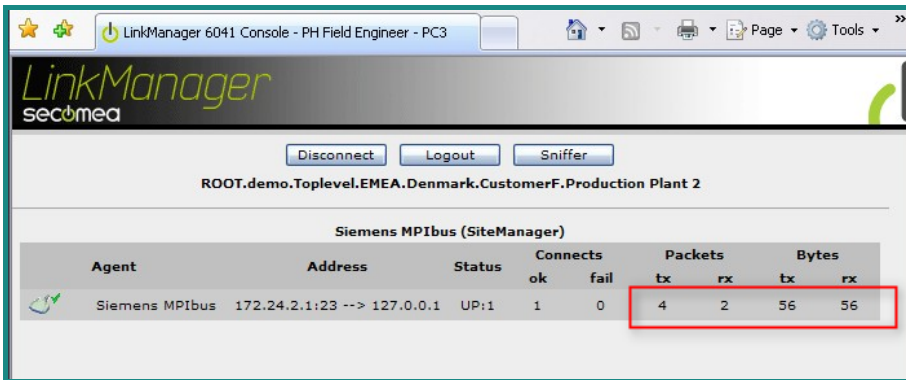 LinkManager 6041 Console - PH Field Engineer - PC3
Page
Tools
»
LinkManager
secomea
Disconnect Logout Sniffer
ROOT.demo.Toplevel.EMEA.Denmark.CustomerF.Production Plant 2
Siemens MPIbus (SiteManager)
Agent Address Status Connects Packets Bytes
ok fail tx rx tx rx
Siemens MPIbus 172.24.2.1:23 --> 127.0.0.1 UP:1 1 0 4 2 56 56